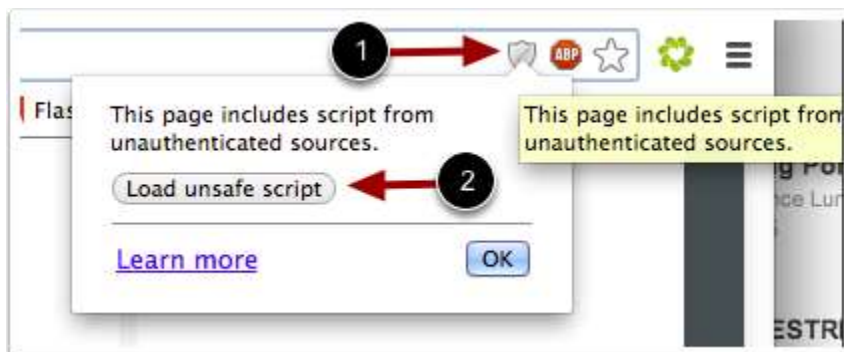 1
ABP
Flas
This page includes script from
unauthenticated sources.
This page includes script from
unauthenticated sources.
Load unsafe script
2
Learn more
OK